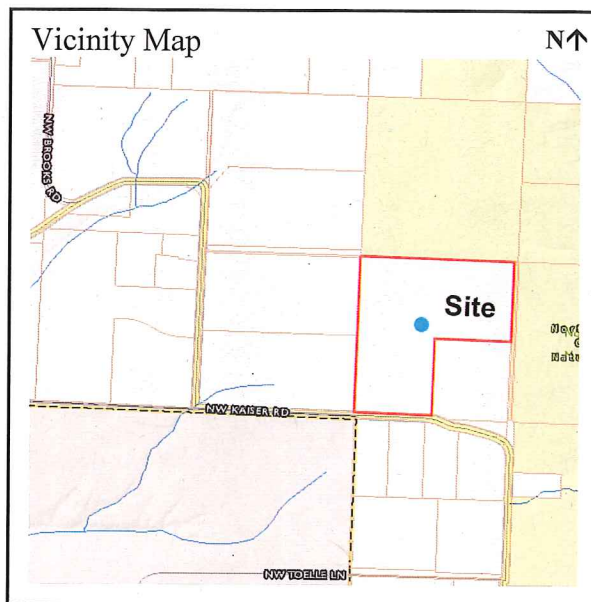 Vicinity Map
N↑
NW BROOKS RD
Site
NW KAISER RD
NW TOELLE LN